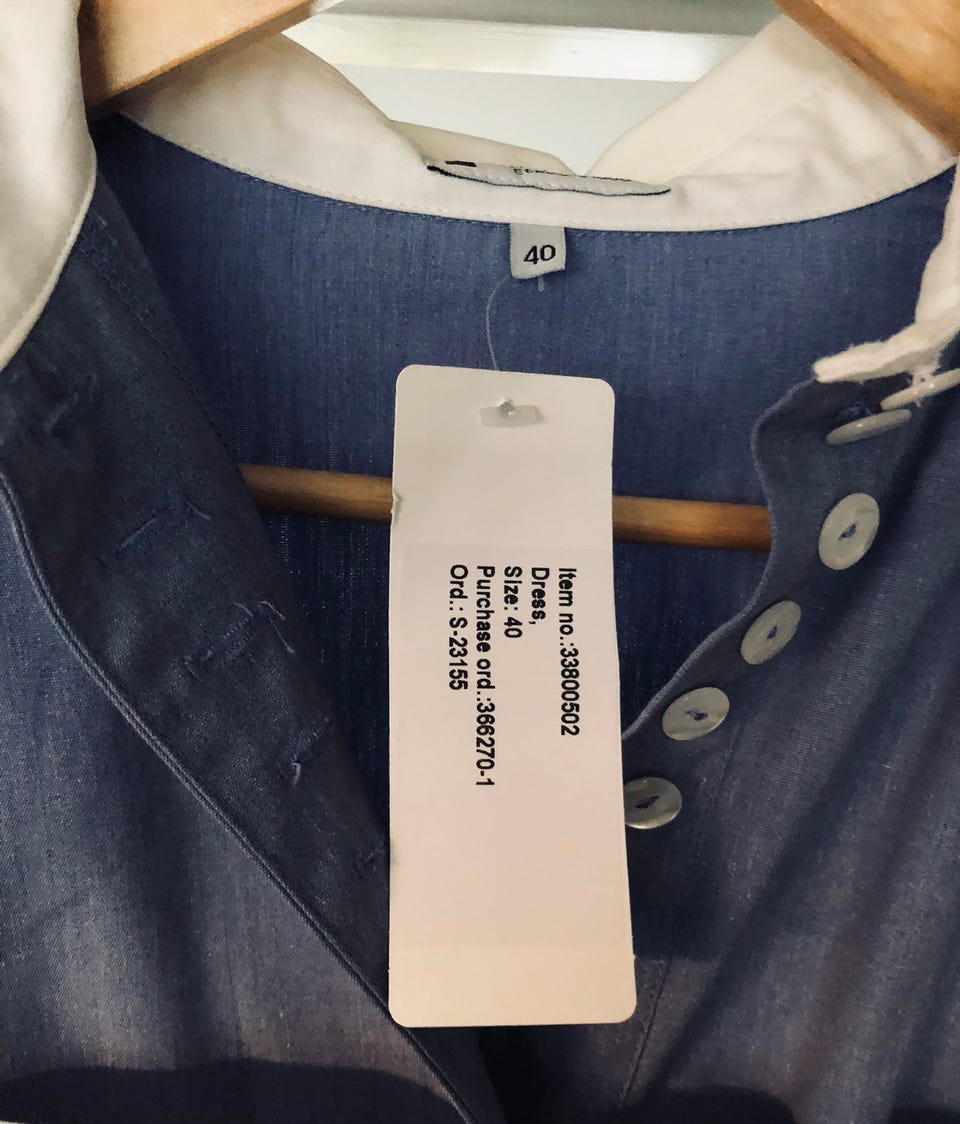 40
Item no.:33800502
Dress,
Size: 40
Purchase ord.:366270-1
Ord.: S-23155